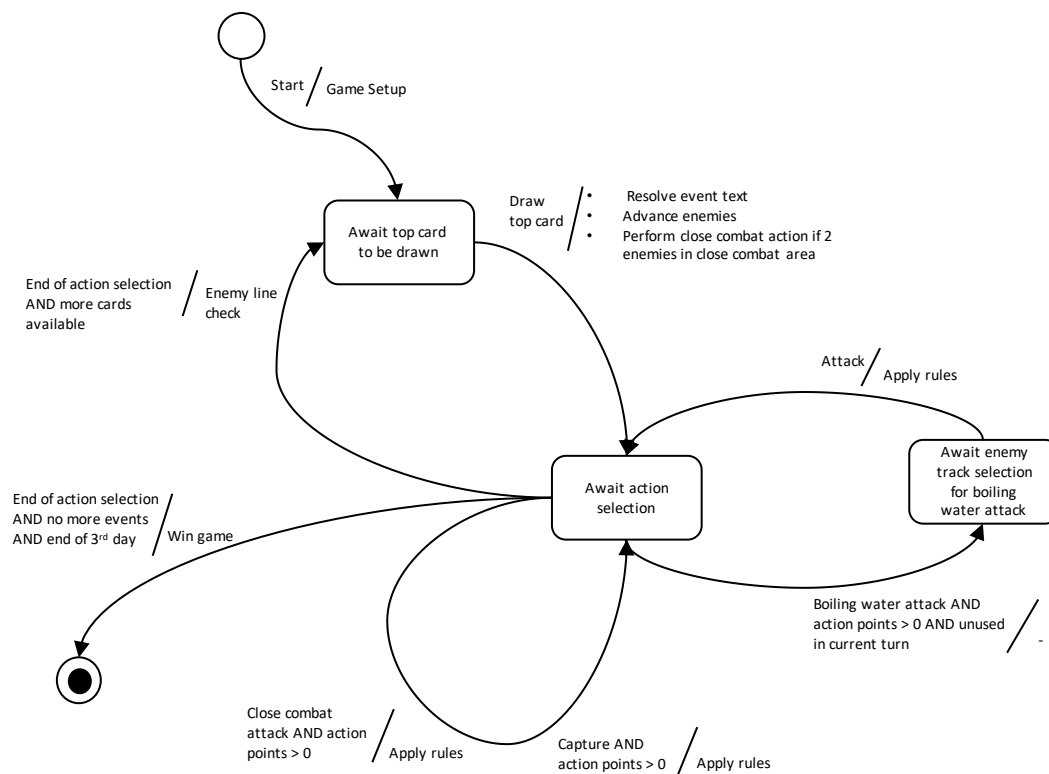 Start
Game Setup
Draw
top card
• Resolve event text
• Advance enemies
• Perform close combat action if 2
enemies in close combat area
Await top card
to be drawn
End of action selection
AND more cards
available
Enemy line
check
Attack
Apply rules
Await enemy
track selection
for boiling
water attack
Await action
selection
End of action selection
AND no more events
AND end of 3rd day
Win game
Boiling water attack AND
action points > 0 AND unused
in current turn
-
Close combat
attack AND action
points > 0
Apply rules
Capture AND
action points > 0
Apply rules